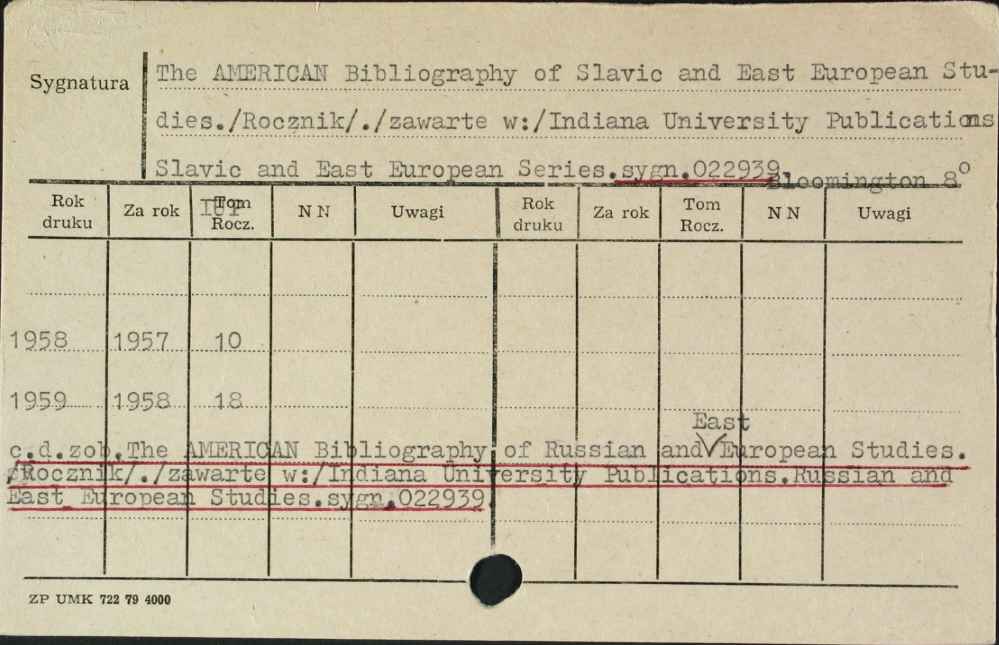 Sygnatura
The AMERICAN Bibliography of Slavic and East European Stu-
dies./Rocznik/./zawarte w:/Indiana University Publications
Slavic and East European Series.sygn.022939
Bloomington 8°
Rok druku Za rok Tom Rocz. NN Uwagi Rok druku Za rok Tom Rocz. NN Uwagi
1958 1957 10
1959 1958 18
East
c.d.zob.The AMERICAN Bibliography of Russian and European Studies.
/Rocznik/./zawarte w:/Indiana University Publications.Russian and
East European Studies.sygn.022939.
ZP UMK 722 79 4000